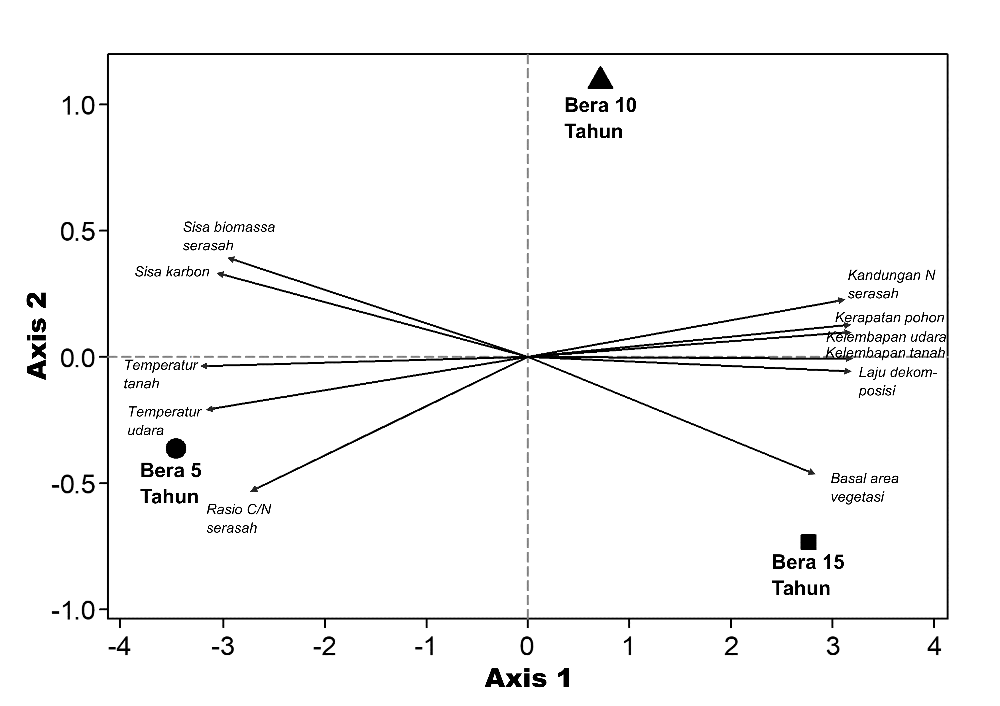 1.0
0.5
0.0
-0.5
-1.0
Axis 2
Bera 10
Tahun
Sisa biomassa
serasah
Sisa karbon
Kandungan N
serasah
Kerapatan pohon
Kelembapan udara
Kelembapan tanah
Temperatur
tanah
Laju dekom-
posisi
Temperatur
udara
Bera 5
Tahun
Basal area
vegetasi
Rasio C/N
serasah
Bera 15
Tahun
-4 -3 -2 -1 0 1 2 3 4
Axis 1